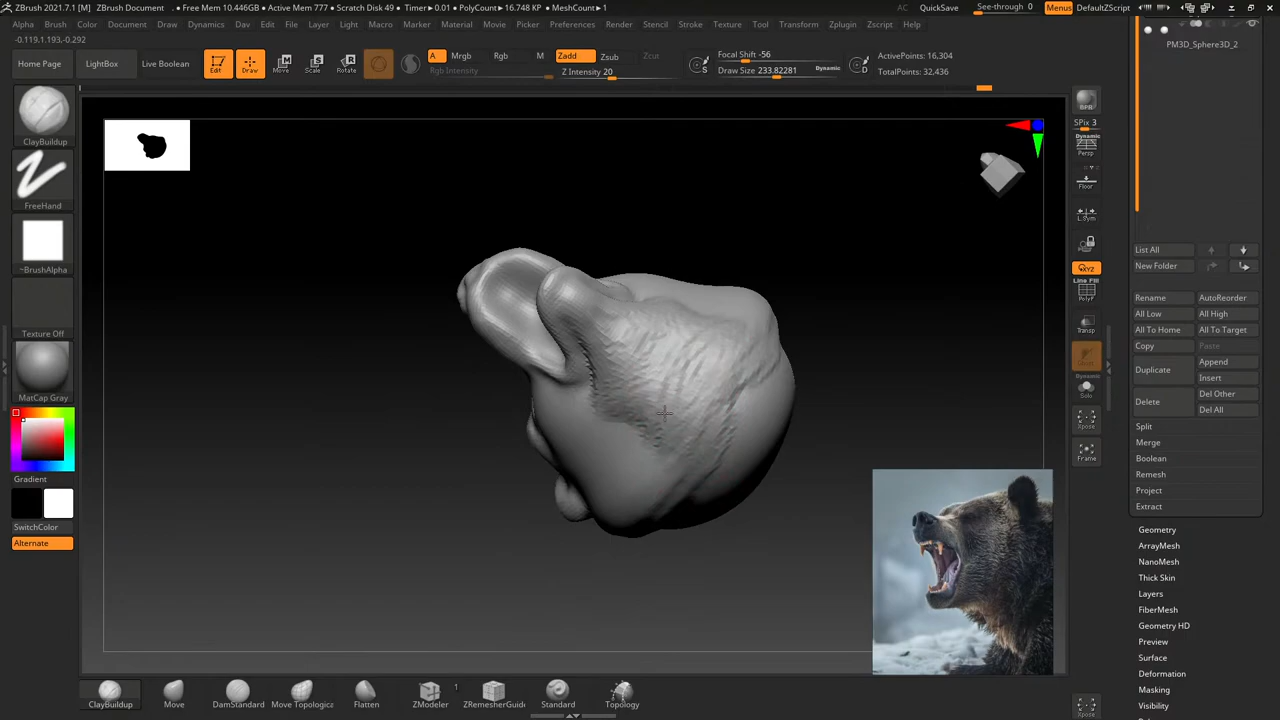 ZBrush 2021.7.1 [M] ZBrush Document . • Free Mem 10.446GB • Active Mem 777 • Scratch Disk 49 • Timer▸0.01 • PolyCount▸16.748 KP • MeshCount▸1 AC QuickSave See-through 0 Menus DefaultZScript
Alpha Brush Color Document Draw Dynamics Dav Edit File Layer Light Macro Marker Material Movie Picker Preferences Render Stencil Stroke Texture Tool Transform Zplugin Zscript Help
-0.119,1.193,-0.292
PM3D_Sphere3D_2
Home Page LightBox Live Boolean Edit Draw Move Scale Rotate A Mrgb Rgb M Zadd Zsub Zcut Focal Shift -56 ActivePoints: 16,304
Rgb Intensity Z Intensity 20 Draw Size 233.82281 Dynamic TotalPoints: 32,436
S D
BPR
SPix 3
Dynamic
Persp
Floor
L.Sym
XYZ
Line Fill
PolyF
Transp
Dynamic
Solo
Xpose
Frame
Xpose
ClayBuildup
FreeHand
~BrushAlpha
Texture Off
MatCap Gray
Gradient
SwitchColor
Alternate
List All
New Folder
Rename AutoReorder
All Low All High
All To Home All To Target
Copy Paste
Duplicate Append
Insert
Delete Del Other
Del All
Split
Merge
Boolean
Remesh
Project
Extract
Geometry
ArrayMesh
NanoMesh
Thick Skin
Layers
FiberMesh
Geometry HD
Preview
Surface
Deformation
Masking
Visibility
1
ClayBuildup Move DamStandard Move Topologica Flatten ZModeler ZRemesherGuide Standard Topology